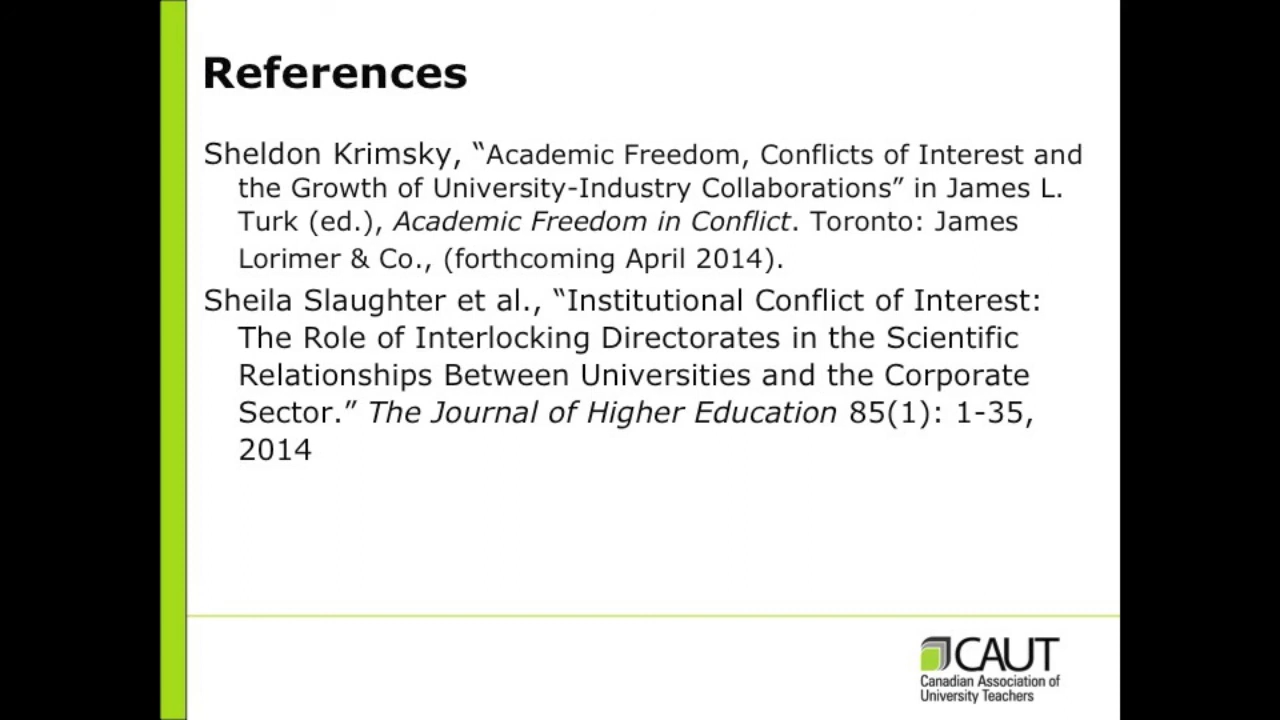 References
Sheldon Krimsky, “Academic Freedom, Conflicts of Interest and
the Growth of University-Industry Collaborations” in James L.
Turk (ed.), Academic Freedom in Conflict. Toronto: James
Lorimer & Co., (forthcoming April 2014).
Sheila Slaughter et al., “Institutional Conflict of Interest:
The Role of Interlocking Directorates in the Scientific
Relationships Between Universities and the Corporate
Sector.” The Journal of Higher Education 85(1): 1-35,
2014
CAUT
Canadian Association of
University Teachers